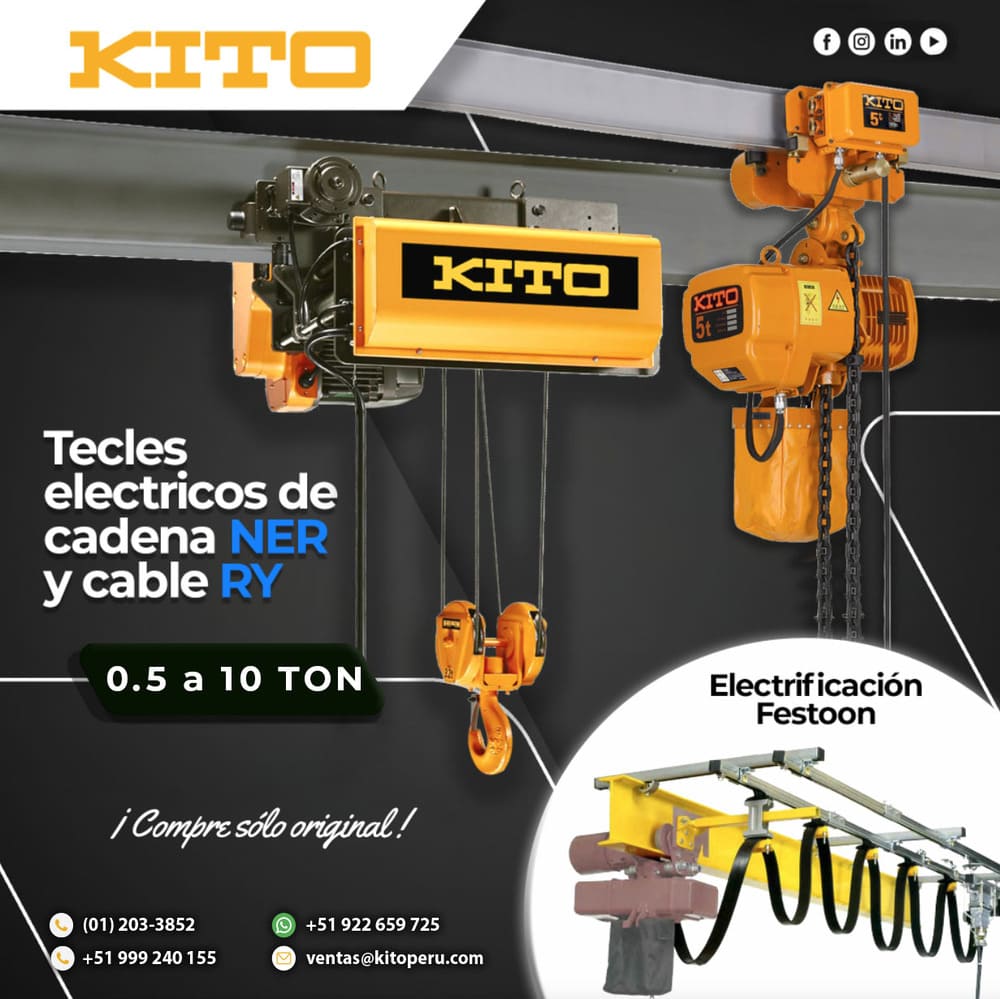 KITO
KITO
5t
KITO
KITO
5t
Tecles
electricos de
cadena NER
y cable RY
0.5 a 10 TON
Electrificación
Festoon
¡Compre sólo original!
(01) 203-3852
+51 922 659 725
+51 999 240 155
ventas@kitoperu.com